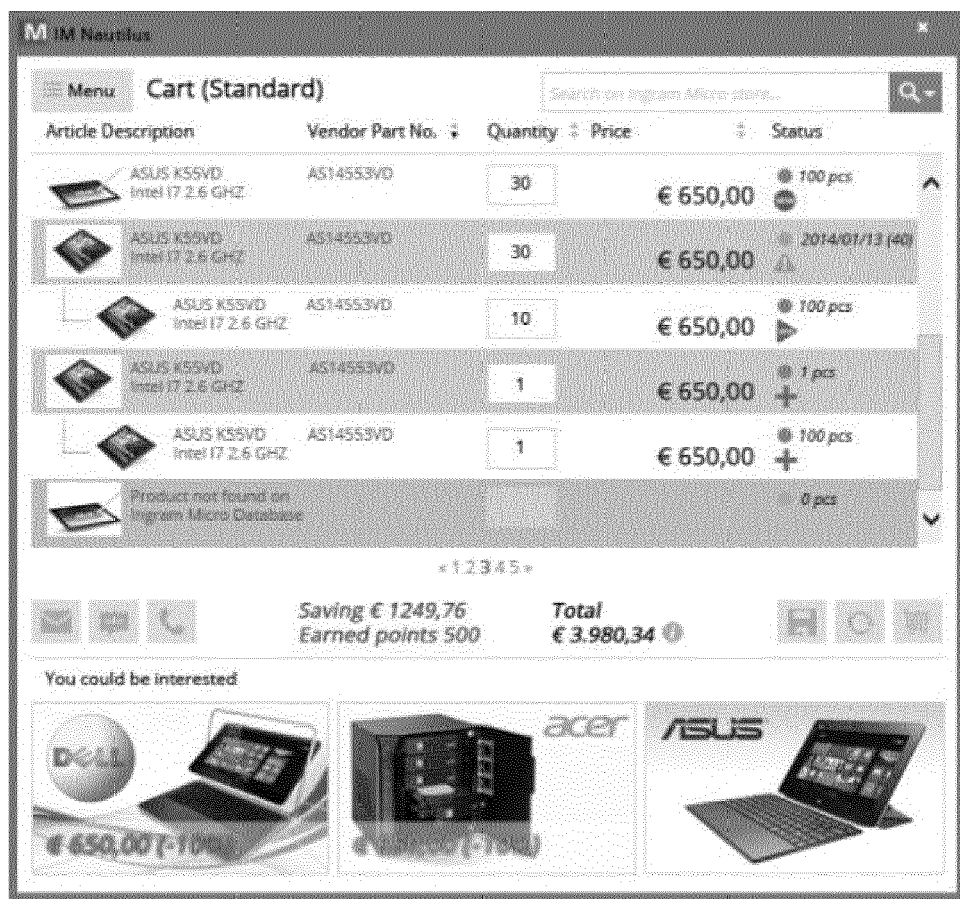 M IM Nautilus
Menu Cart (Standard) Search on Ingram Micro store...
Article Description Vendor Part No. Quantity Price Status
ASUS K55VD AS14553VD 30 € 650,00 100 pcs
Intel I7 2.6 GHZ
ASUS K55VD AS14553VD 30 € 650,00 2014/01/13 (40)
Intel I7 2.6 GHZ
ASUS K55VD AS14553VD 10 € 650,00 100 pcs
Intel I7 2.6 GHZ
ASUS K55VD AS14553VD 1 € 650,00 1 pcs
Intel I7 2.6 GHZ
ASUS K55VD AS14553VD 1 € 650,00 100 pcs
Intel I7 2.6 GHZ
Product not found on 0 pcs
Ingram Micro Database
« 1 2 3 4 5 »
Saving € 1249,76 Total
Earned points 500 € 3.980,34
You could be interested
DELL acer ASUS
€ 650,00 (-10%)